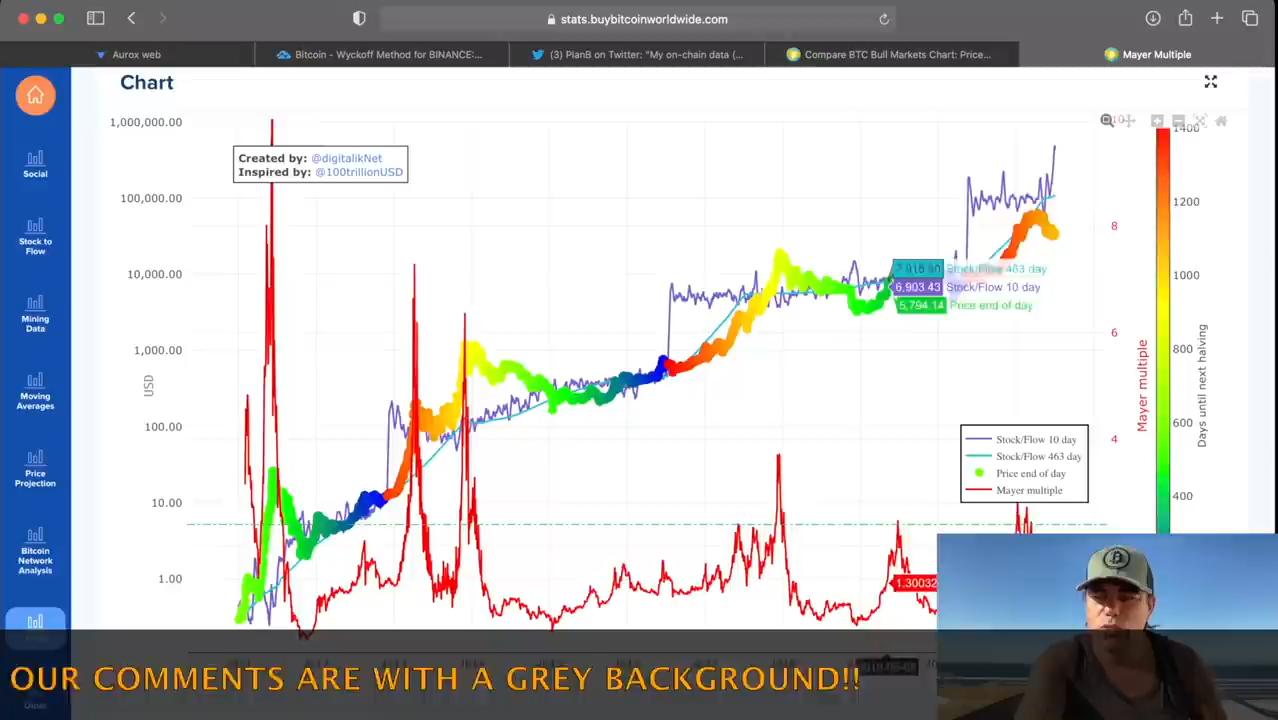 stats.buybitcoinworldwide.com
Aurox web
Bitcoin - Wyckoff Method for BINANCE:...
(3) PlanB on Twitter: "My on-chain data (...
Compare BTC Bull Markets Chart: Price...
Mayer Multiple
Chart
Social
Stock to
Flow
Mining
Data
Moving
Averages
Price
Projection
Bitcoin
Network
Analysis
1,000,000.00
100,000.00
10,000.00
1,000.00
100.00
10.00
1.00
USD
Created by: @digitalikNet
Inspired by: @100trillionUSD
Stock/Flow 463 day
6,903.43 Stock/Flow 10 day
5,794.14 Price end of day
1.30032
10
8
6
4
Mayer multiple
Stock/Flow 10 day
Stock/Flow 463 day
Price end of day
Mayer multiple
1400
1200
1000
800
600
400
Days until next halving
OUR COMMENTS ARE WITH A GREY BACKGROUND!!